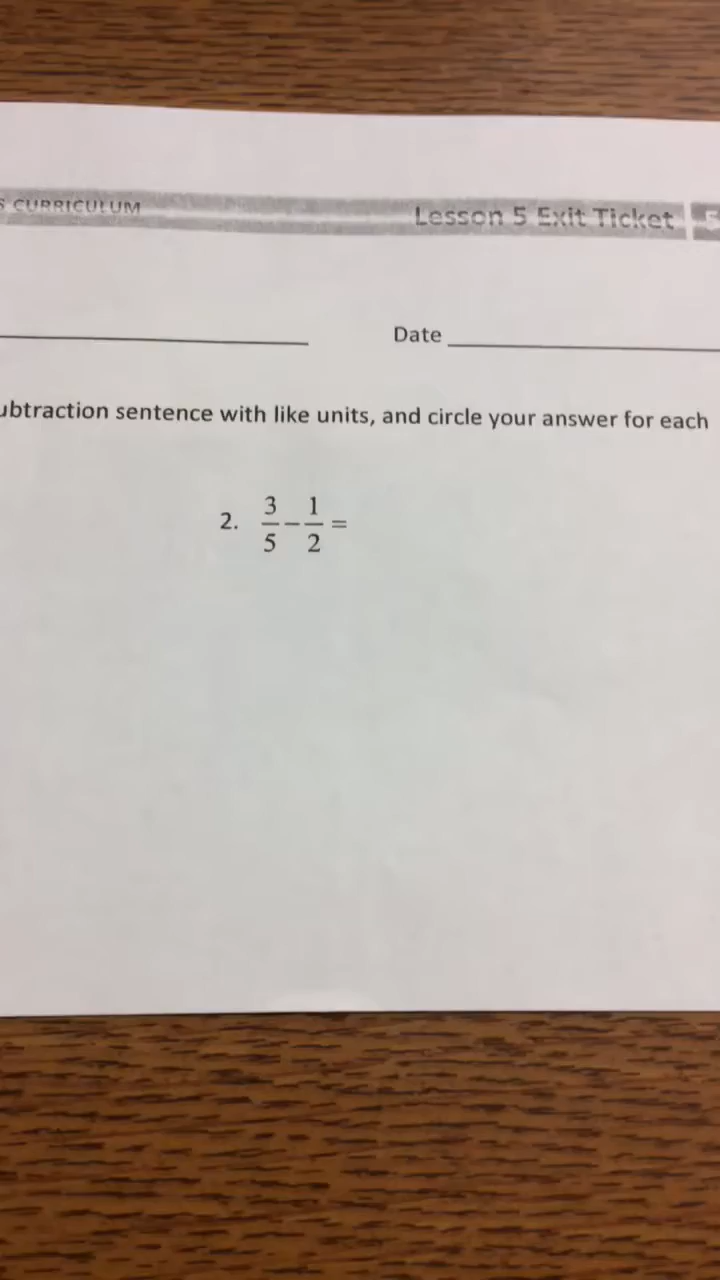 CURRICULUM
Lesson 5 Exit Ticket
Date
subtraction sentence with like units, and circle your answer for each
2. 3/5 - 1/2 =